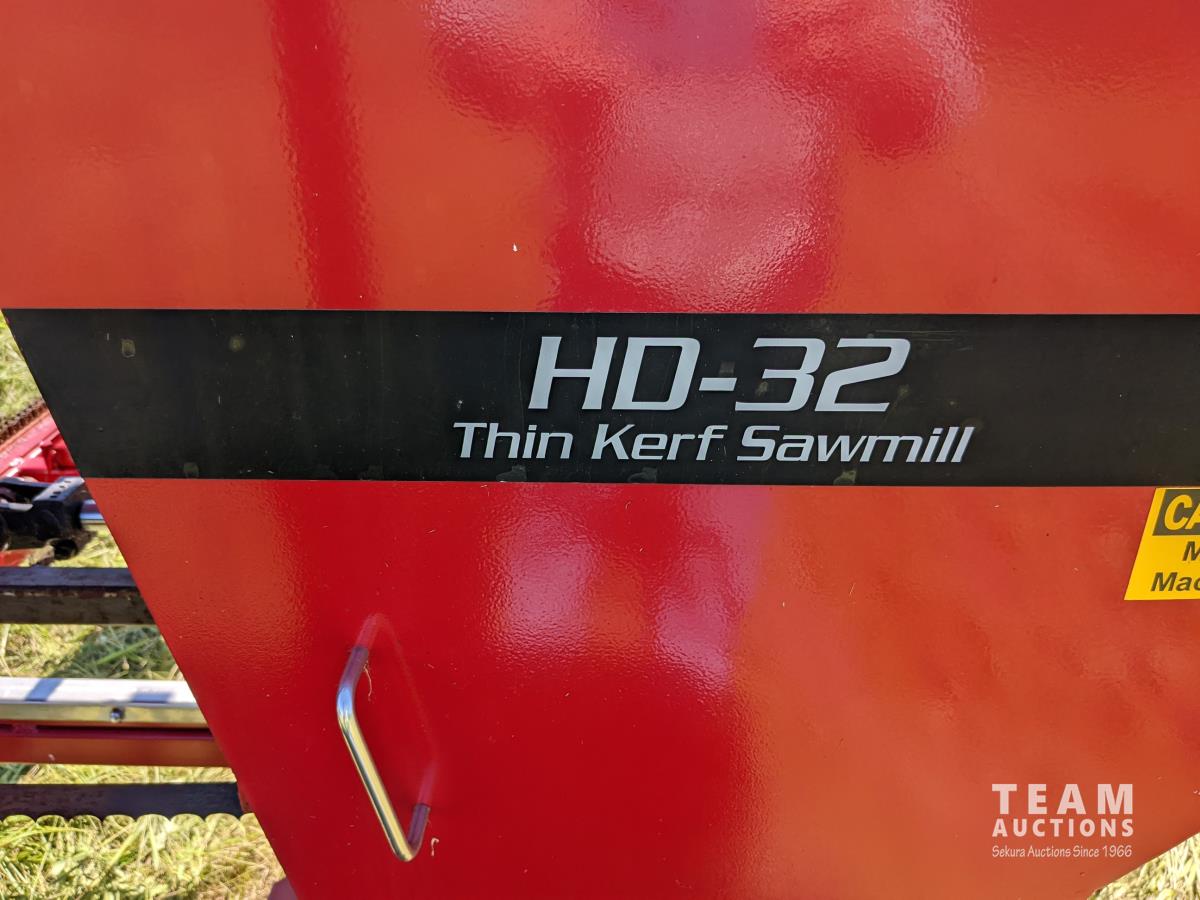 HD-32
Thin Kerf Sawmill
TEAM
AUCTIONS
Sekura Auctions Since 1966